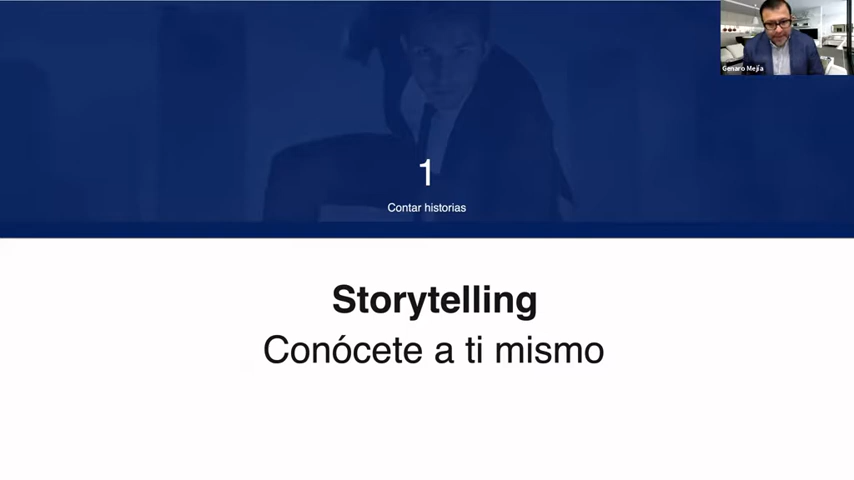 Genaro Mejía
1
Contar historias
Storytelling
Conócete a ti mismo